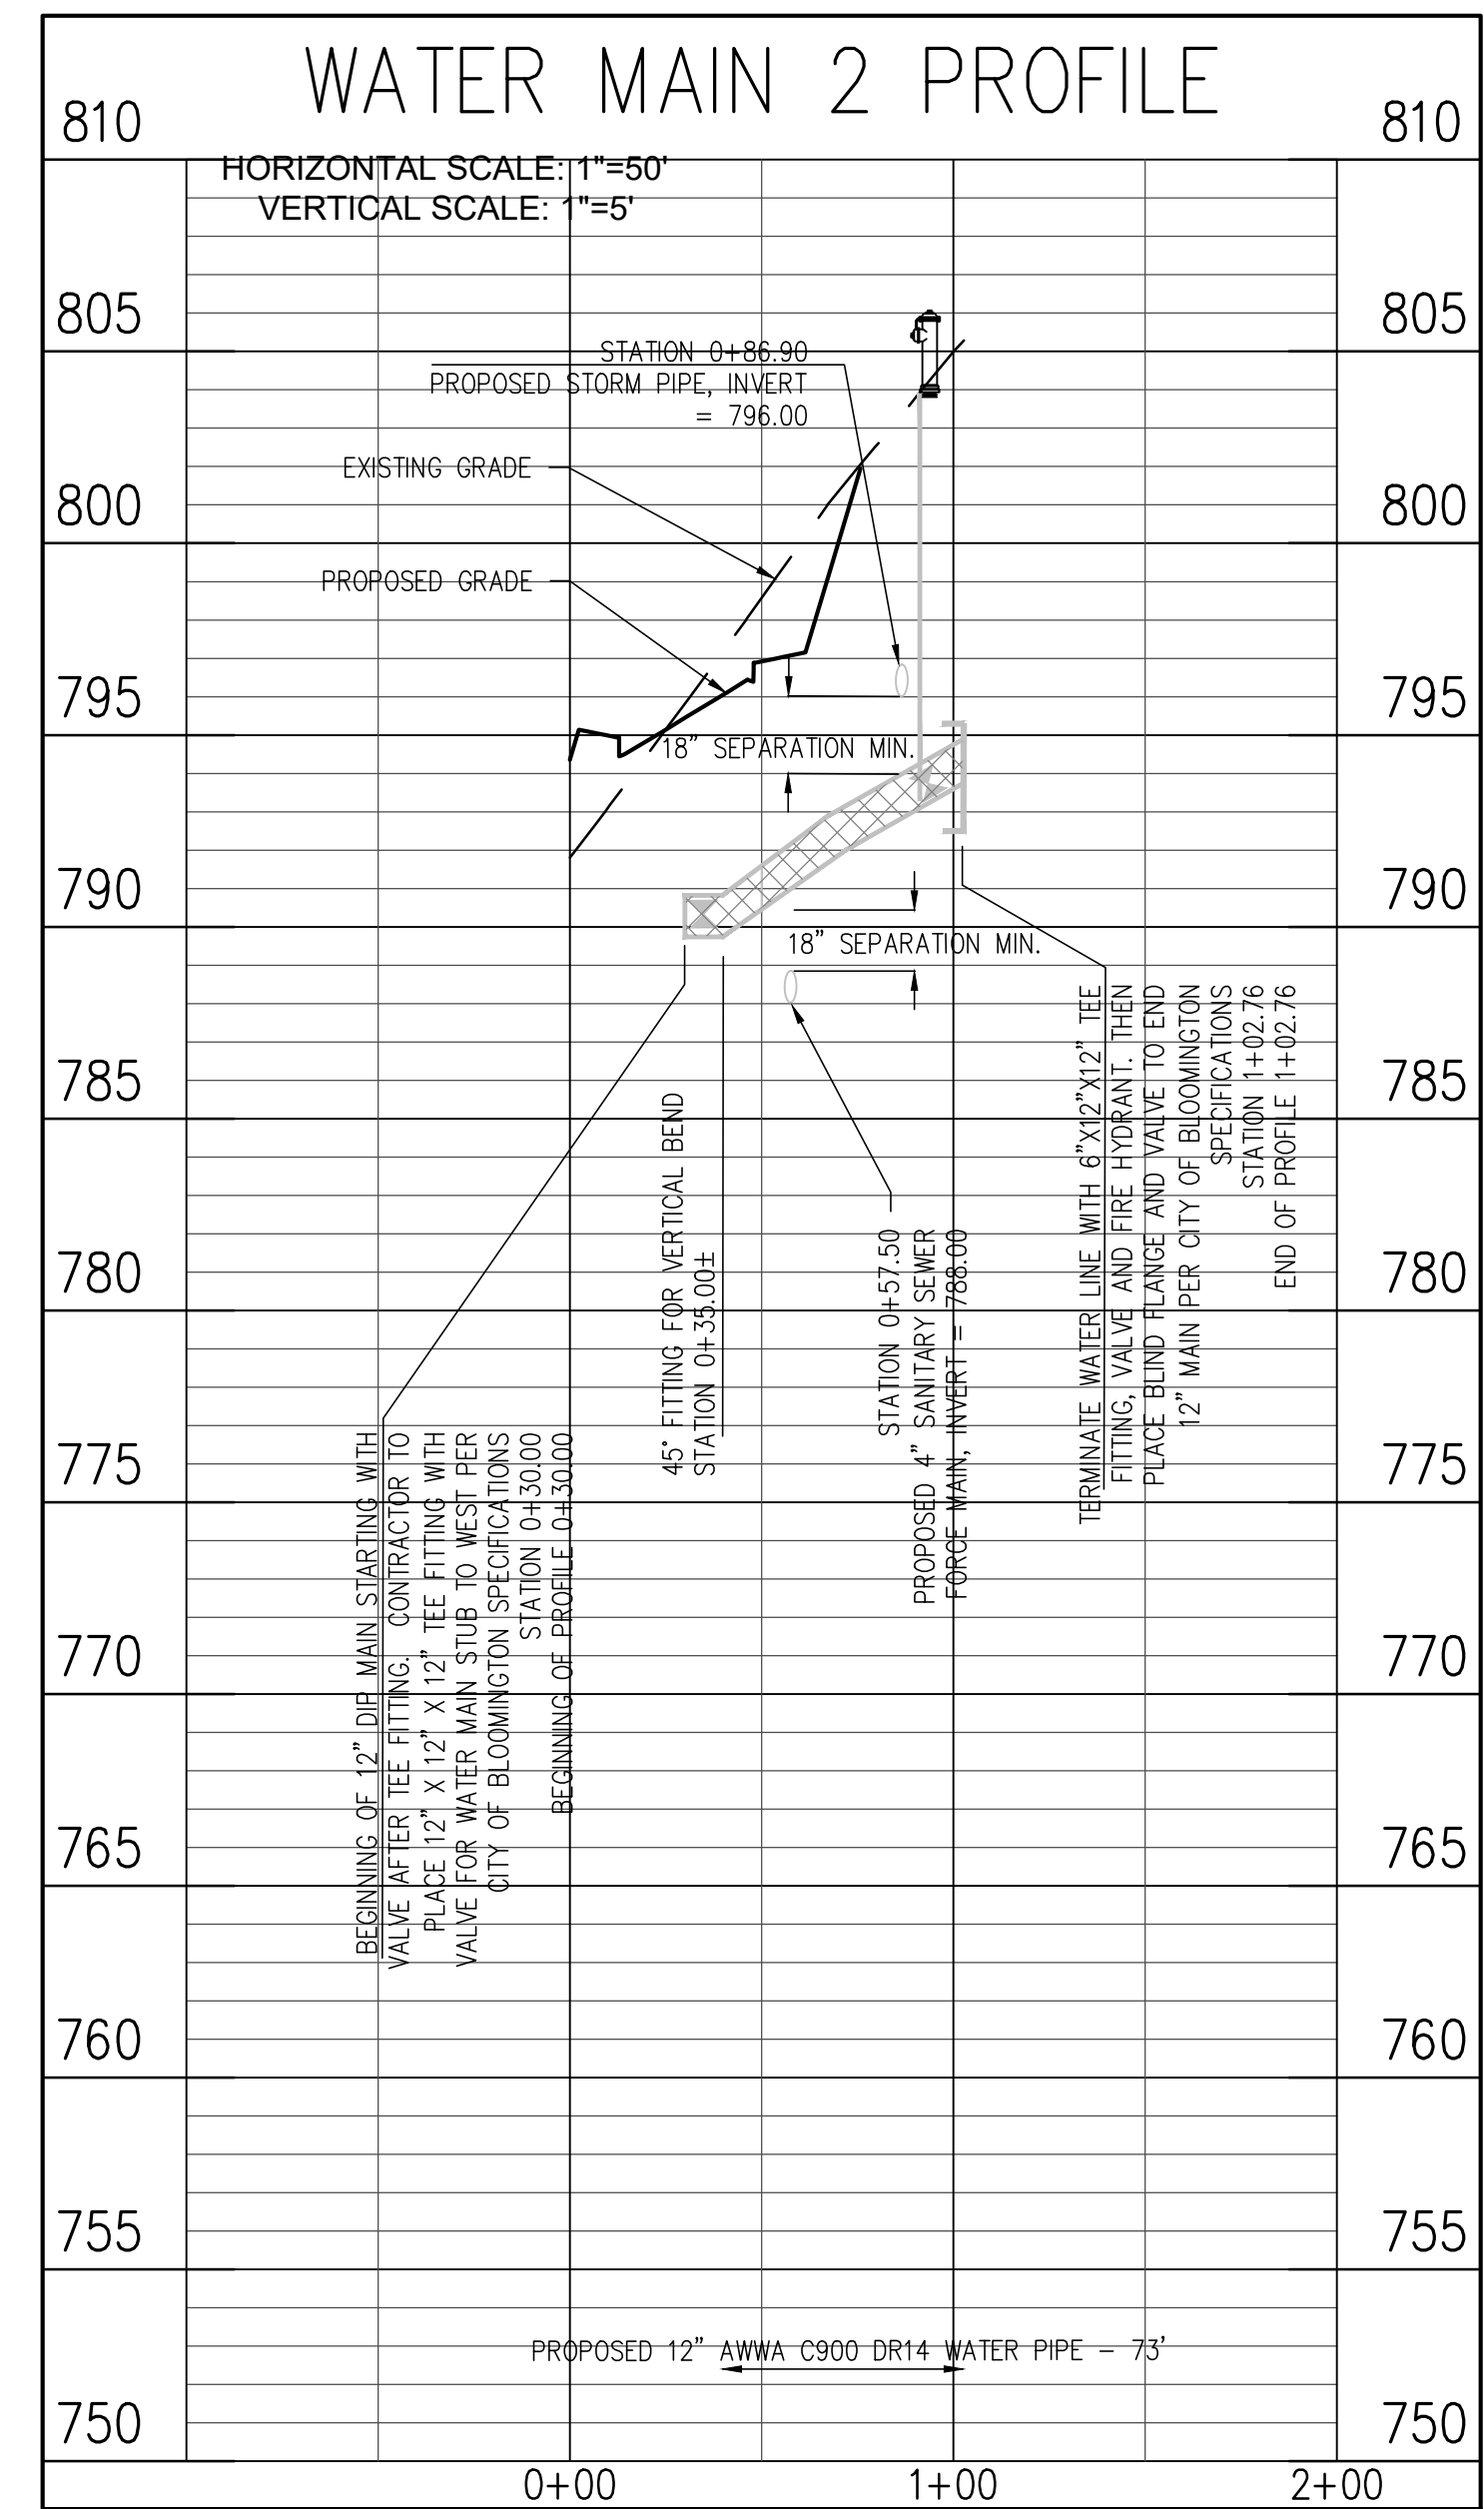 WATER MAIN 2 PROFILE
810
810
HORIZONTAL SCALE: 1"=50'
VERTICAL SCALE: 1"=5'
805
805
STATION 0+86.90
PROPOSED STORM PIPE, INVERT
= 796.00
EXISTING GRADE
800
800
PROPOSED GRADE
795
795
18" SEPARATION MIN.
790
790
18" SEPARATION MIN.
785
785
45° FITTING FOR VERTICAL BEND
STATION 0+35.00±
STATION 0+57.50
PROPOSED 4" SANITARY SEWER
FORCE MAIN, INVERT = 788.00
TERMINATE WATER LINE WITH 6"X12"X12" TEE
FITTING, VALVE AND FIRE HYDRANT. THEN
PLACE BLIND FLANGE AND VALVE TO END
12" MAIN PER CITY OF BLOOMINGTON
SPECIFICATIONS
STATION 1+02.76
END OF PROFILE 1+02.76
780
780
775
775
BEGINNING OF 12" DIP MAIN STARTING WITH
VALVE AFTER TEE FITTING. CONTRACTOR TO
PLACE 12" X 12" X 12" TEE FITTING WITH
VALVE FOR WATER MAIN STUB TO WEST PER
CITY OF BLOOMINGTON SPECIFICATIONS
STATION 0+30.00
BEGINNING OF PROFILE 0+30.00
770
770
765
765
760
760
755
755
PROPOSED 12" AWWA C900 DR14 WATER PIPE - 73'
750
750
0+00
1+00
2+00